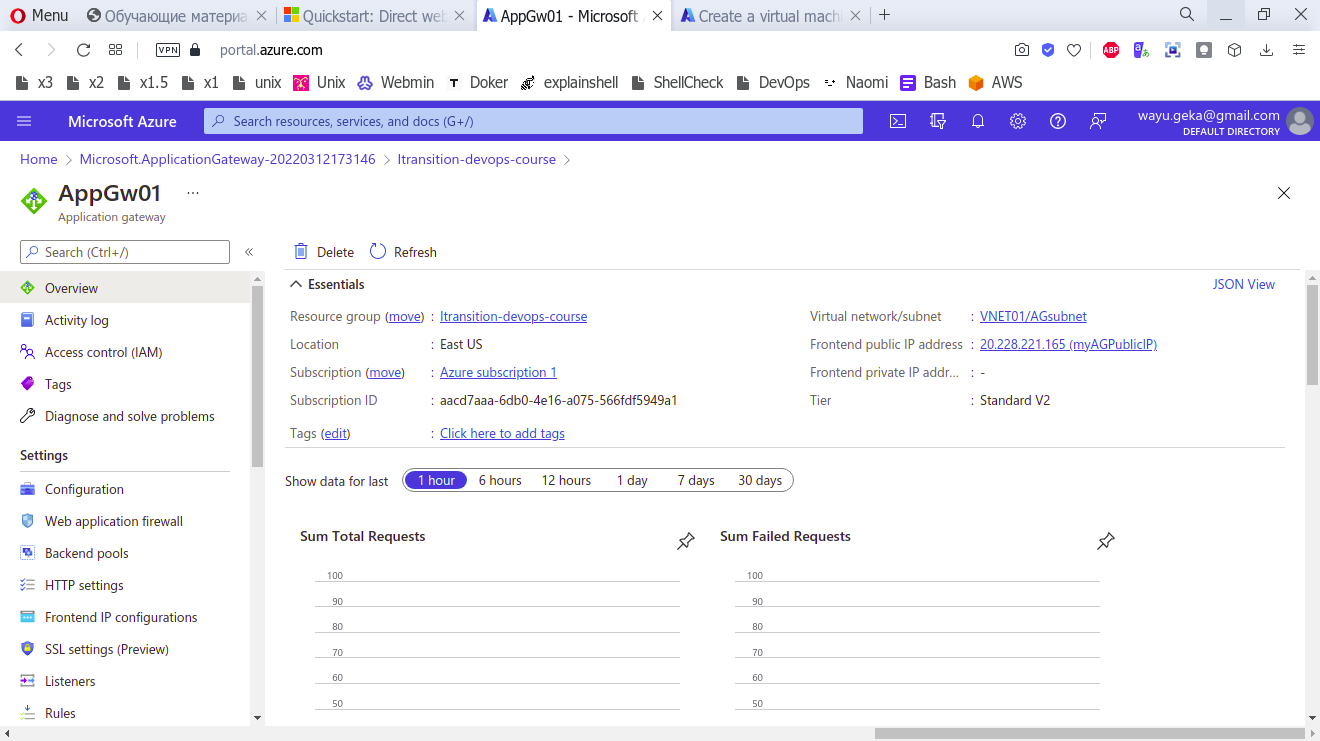 Menu
Обучающие материа
Quickstart: Direct web
AppGw01 - Microsoft
Create a virtual machi
VPN
portal.azure.com
ABP
x3 x2 x1.5 x1 unix Unix Webmin Doker explainshell ShellCheck DevOps Naomi Bash AWS
Microsoft Azure
Search resources, services, and docs (G+/)
wayu.geka@gmail.com
DEFAULT DIRECTORY
Home > Microsoft.ApplicationGateway-20220312173146 > Itransition-devops-course >
AppGw01 ...
Application gateway
Search (Ctrl+/)
«
Overview
Activity log
Access control (IAM)
Tags
Diagnose and solve problems
Settings
Configuration
Web application firewall
Backend pools
HTTP settings
Frontend IP configurations
SSL settings (Preview)
Listeners
Rules
Delete
Refresh
Essentials
JSON View
Resource group (move) : Itransition-devops-course
Location : East US
Subscription (move) : Azure subscription 1
Subscription ID : aacd7aaa-6db0-4e16-a075-566fdf5949a1
Tags (edit) : Click here to add tags
Virtual network/subnet : VNET01/AGsubnet
Frontend public IP address : 20.228.221.165 (myAGPublicIP)
Frontend private IP addr... : -
Tier : Standard V2
Show data for last
1 hour 6 hours 12 hours 1 day 7 days 30 days
Sum Total Requests
100
90
80
70
60
50
Sum Failed Requests
100
90
80
70
60
50